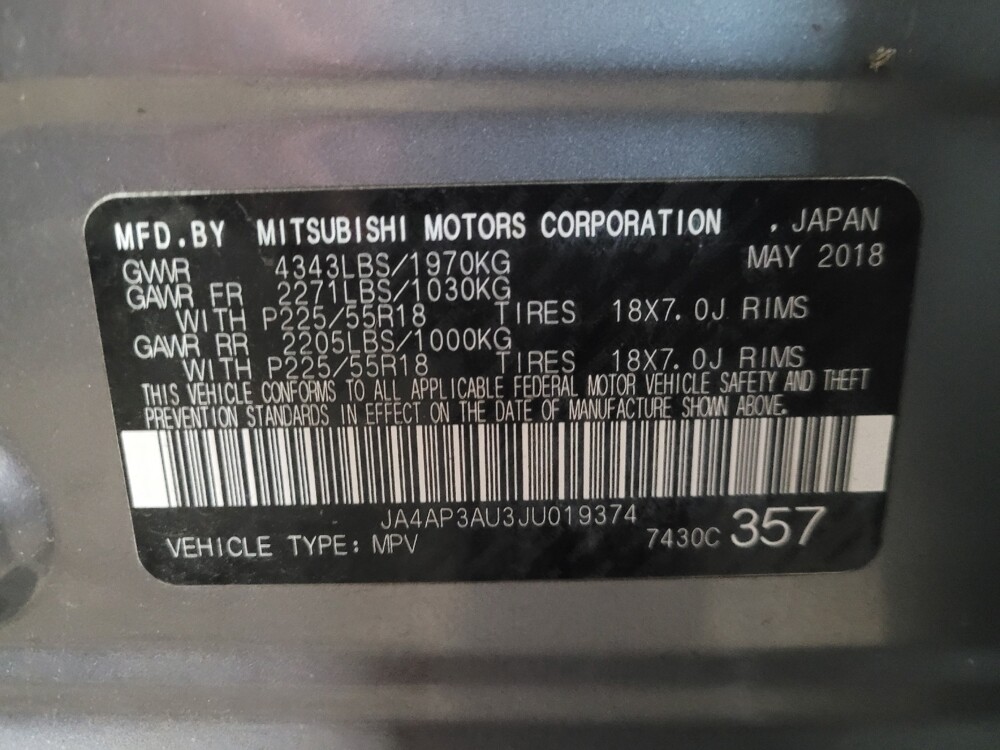 MFD.BY MITSUBISHI MOTORS CORPORATION . JAPAN
GVWR 4343LBS/1970KG MAY 2018
GAWR FR 2271LBS/1030KG
WITH P225/55R18 TIRES 18X7.0J RIMS
GAWR RR 2205LBS/1000KG
WITH P225/55R18 TIRES 18X7.0J RIMS
THIS VEHICLE CONFORMS TO ALL APPLICABLE FEDERAL MOTOR VEHICLE SAFETY AND THEFT
PREVENTION STANDARDS IN EFFECT ON THE DATE OF MANUFACTURE SHOWN ABOVE.
JA4AP3AU3JU019374
VEHICLE TYPE: MPV 7430C 357